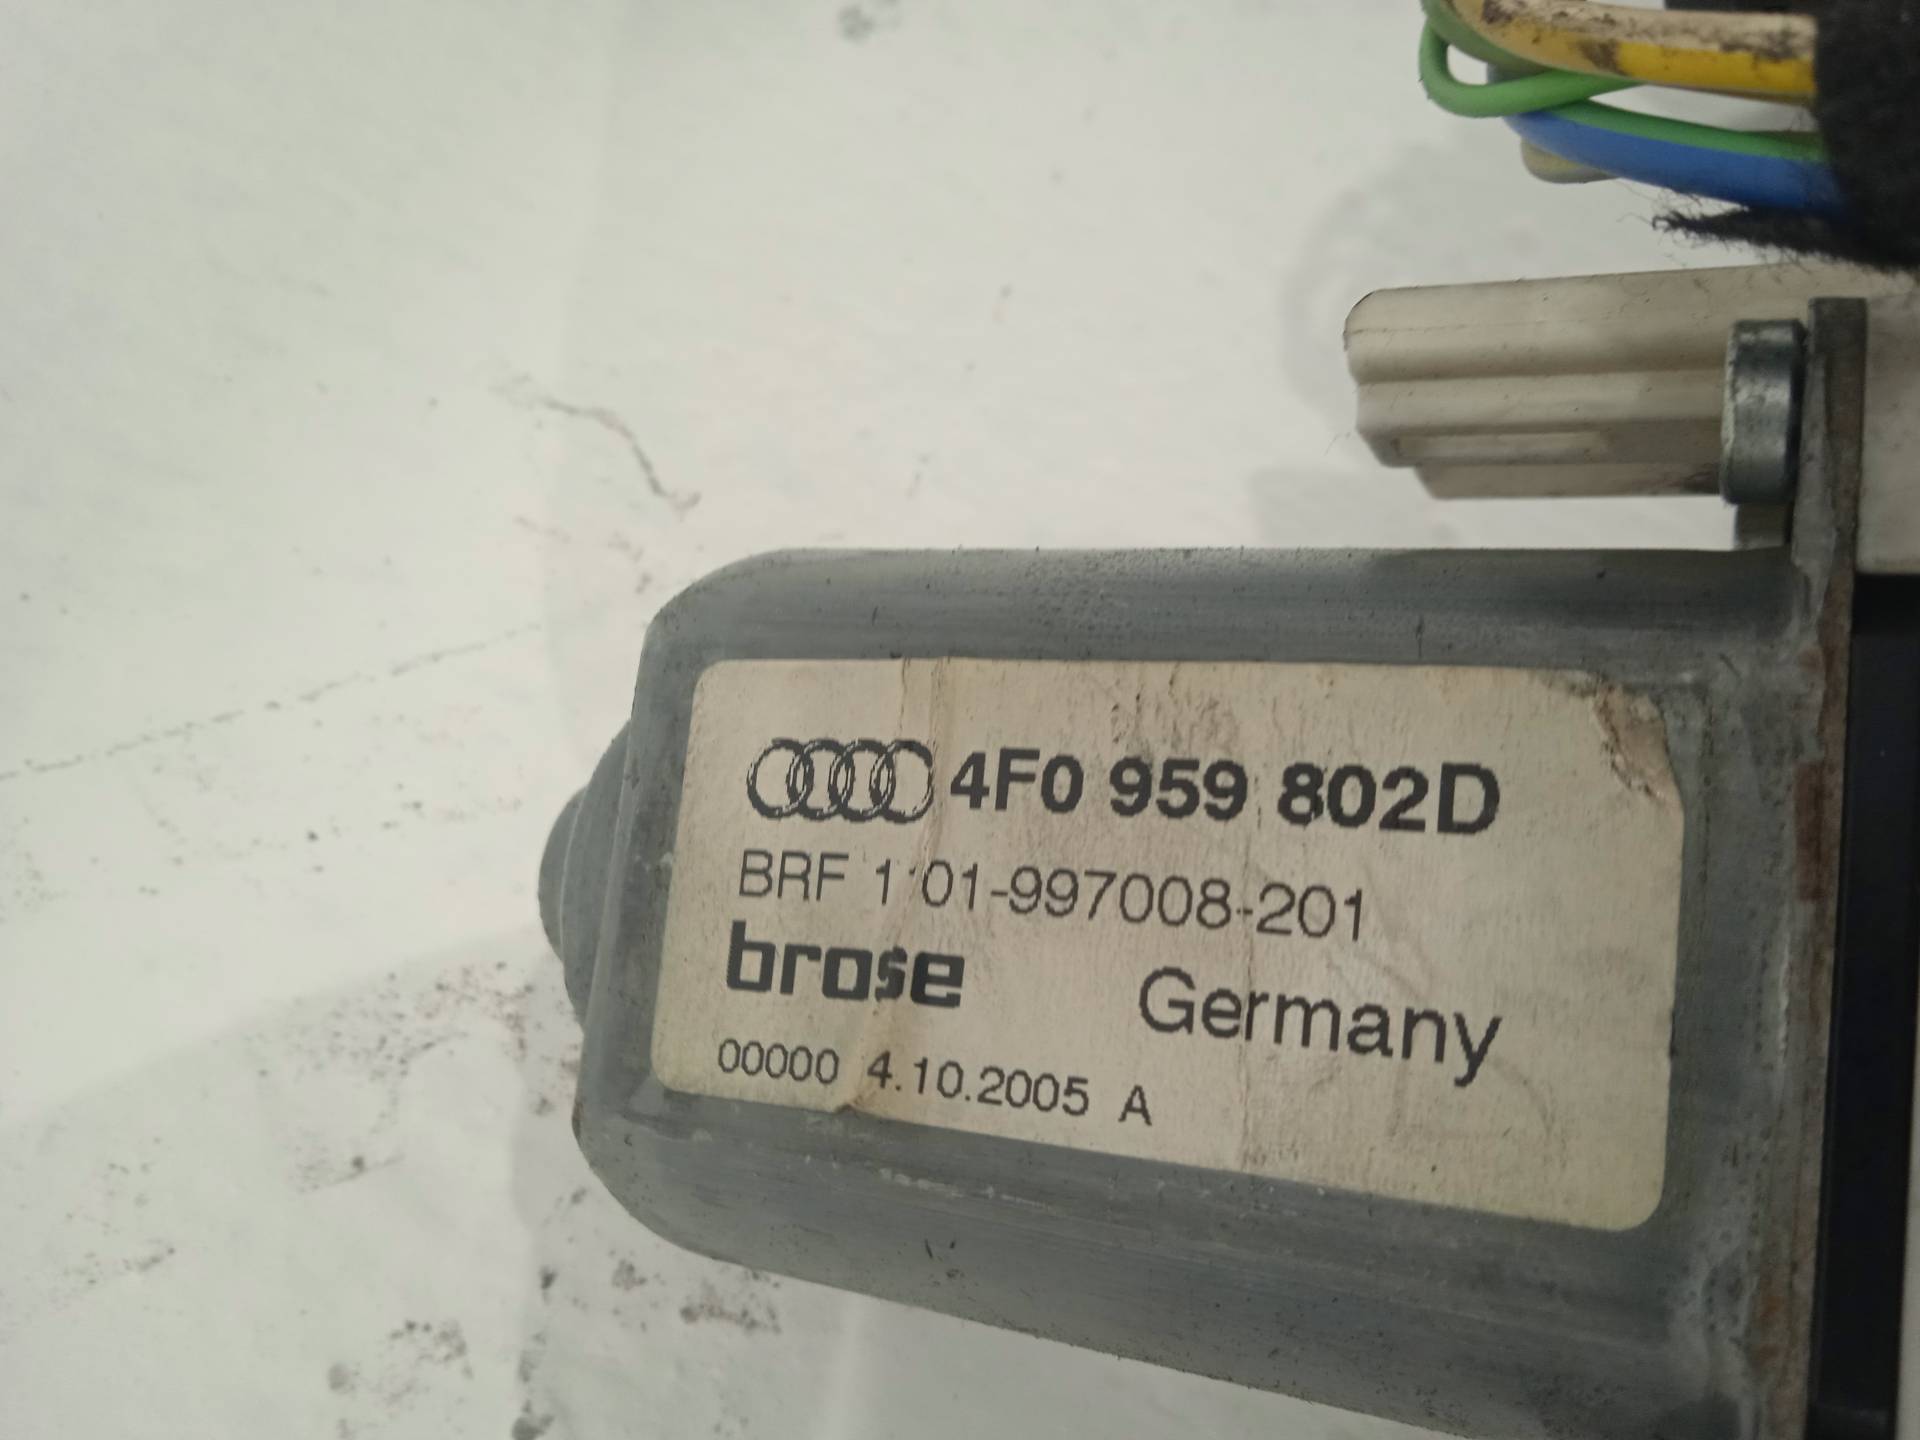 4F0 959 802D
BRF 1 01-997008-201
brose Germany
00000 4.10.2005 A